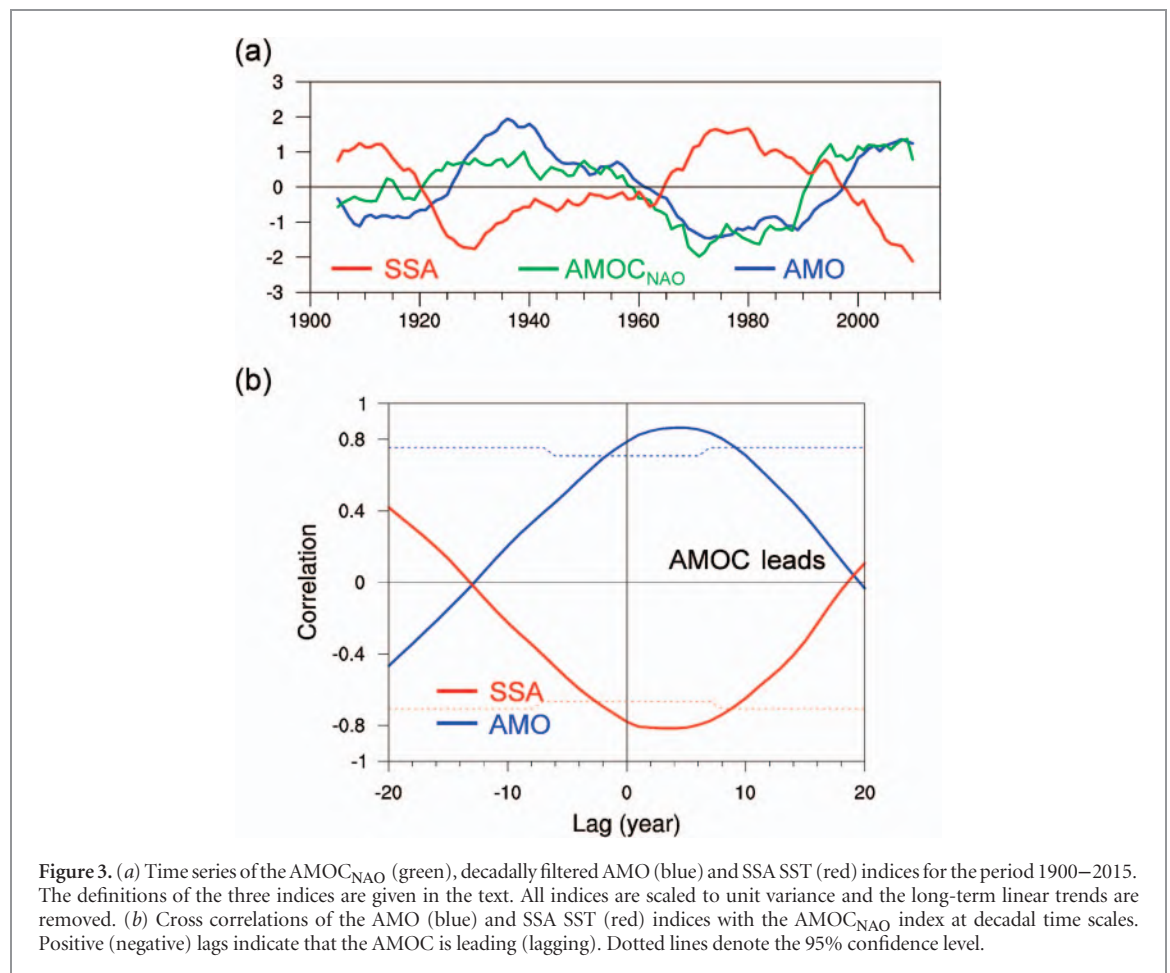 (a)
3
2
1
0
-1
-2
-3
SSA
AMOC_NAO
AMO
1900
1920
1940
1960
1980
2000
(b)
1
0.8
0.4
0
-0.4
-0.8
-1
Correlation
AMOC leads
SSA
AMO
-20
-10
0
10
20
Lag (year)
Figure 3. (a) Time series of the AMOC_NAO (green), decadally filtered AMO (blue) and SSA SST (red) indices for the period 1900–2015.
The definitions of the three indices are given in the text. All indices are scaled to unit variance and the long-term linear trends are
removed. (b) Cross correlations of the AMO (blue) and SSA SST (red) indices with the AMOC_NAO index at decadal time scales.
Positive (negative) lags indicate that the AMOC is leading (lagging). Dotted lines denote the 95% confidence level.